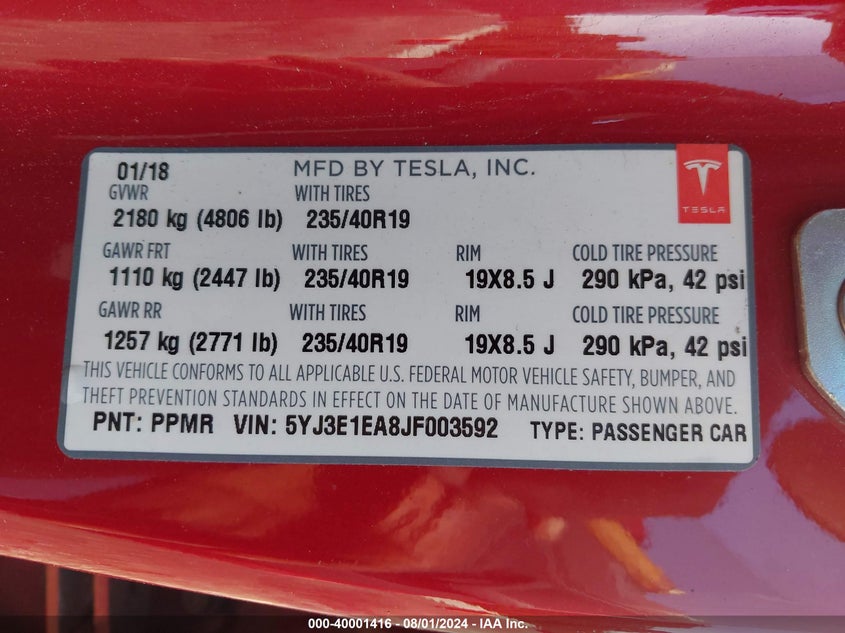 01/18 MFD BY TESLA, INC.
GVWR WITH TIRES
2180 kg (4806 lb) 235/40R19
TESLA
GAWR FRT WITH TIRES RIM COLD TIRE PRESSURE
1110 kg (2447 lb) 235/40R19 19X8.5 J 290 kPa, 42 psi
GAWR RR WITH TIRES RIM COLD TIRE PRESSURE
1257 kg (2771 lb) 235/40R19 19X8.5 J 290 kPa, 42 psi
THIS VEHICLE CONFORMS TO ALL APPLICABLE U.S. FEDERAL MOTOR VEHICLE SAFETY, BUMPER, AND
THEFT PREVENTION STANDARDS IN EFFECT ON THE DATE OF MANUFACTURE SHOWN ABOVE.
PNT: PPMR VIN: 5YJ3E1EA8JF003592 TYPE: PASSENGER CAR
000-40001416 - 08/01/2024 - IAA Inc.